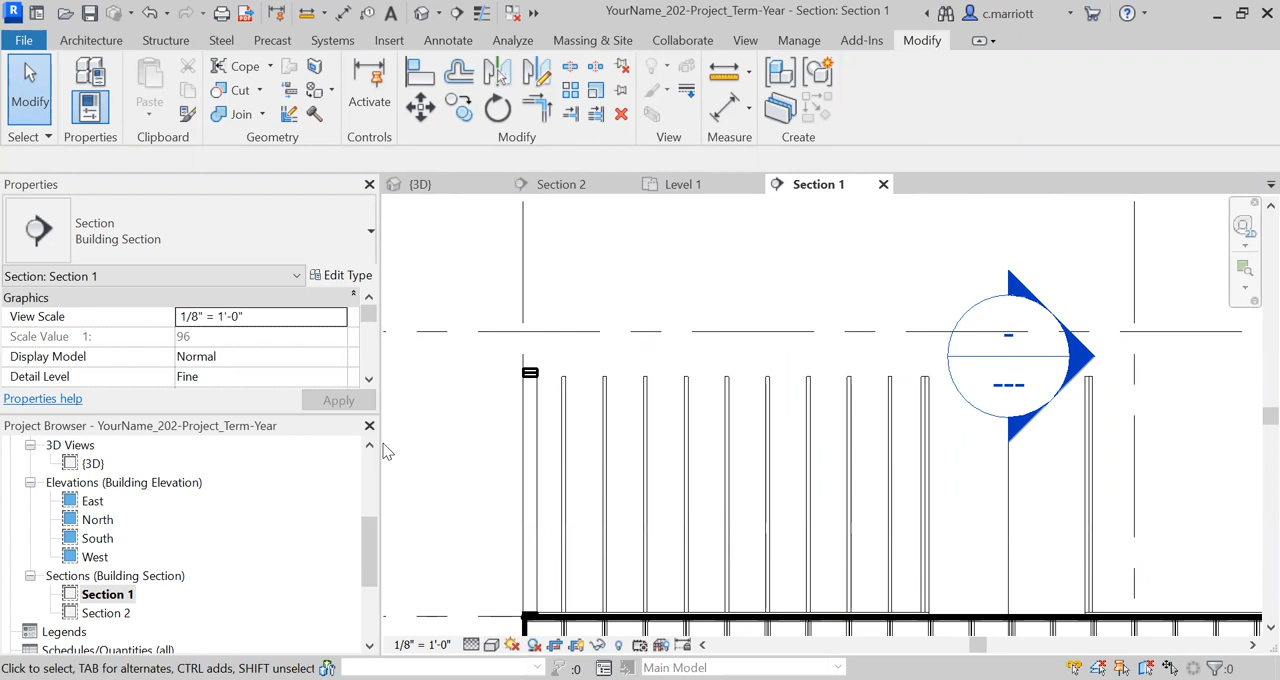 YourName_202-Project_Term-Year - Section: Section 1
c.marriott
File Architecture Structure Steel Precast Systems Insert Annotate Analyze Massing & Site Collaborate View Manage Add-Ins Modify
Modify
Paste
Cope
Cut
Join
Activate
Select
Properties
Clipboard
Geometry
Controls
Modify
View
Measure
Create
Properties
{3D}
Section 2
Level 1
Section 1
Section
Building Section
Section: Section 1
Edit Type
Graphics
View Scale
1/8" = 1'-0"
Scale Value 1:
96
Display Model
Normal
Detail Level
Fine
Properties help
Apply
Project Browser - YourName_202-Project_Term-Year
3D Views
{3D}
Elevations (Building Elevation)
East
North
South
West
Sections (Building Section)
Section 1
Section 2
Legends
Schedules/Quantities (all)
1/8" = 1'-0"
Click to select, TAB for alternates, CTRL adds, SHIFT unselect
:0
Main Model
:0